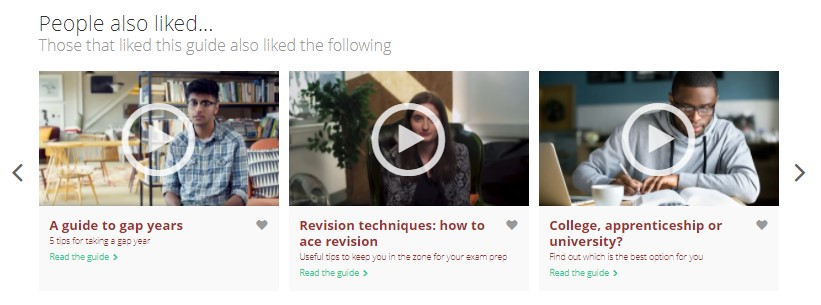 People also liked...
Those that liked this guide also liked the following
A guide to gap years
5 tips for taking a gap year
Read the guide
Revision techniques: how to
ace revision
Useful tips to keep you in the zone for your exam prep
Read the guide
College, apprenticeship or
university?
Find out which is the best option for you
Read the guide